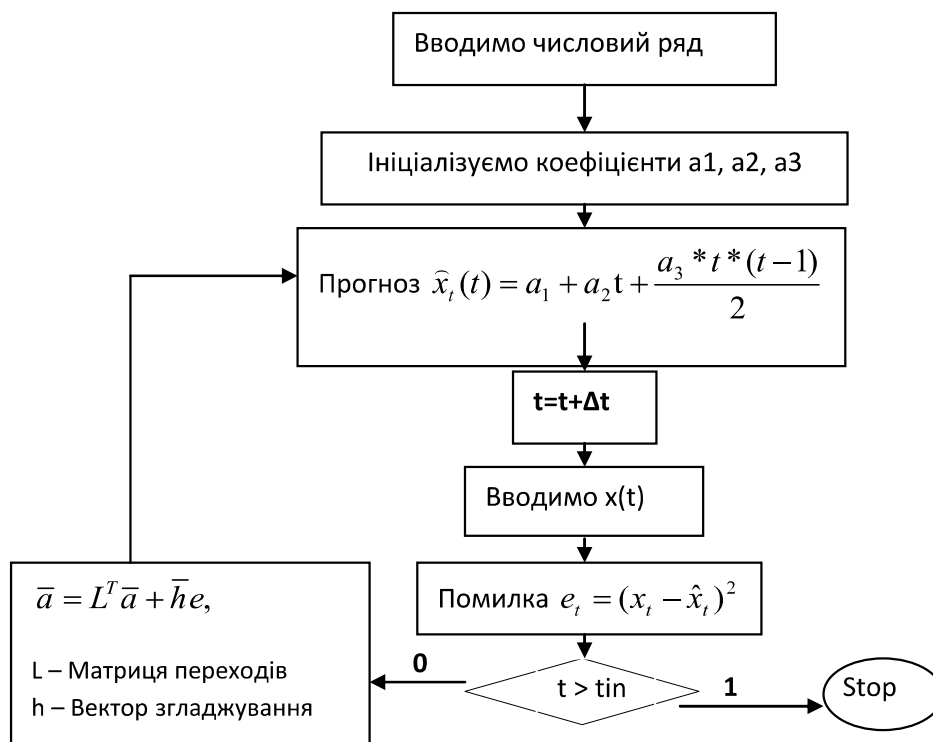 Вводимо числовий ряд
Ініціалізуємо коефіцієнти a1, a2, a3
Прогноз x̂_t(t) = a_1 + a_2t + a_3 * t * (t − 1) / 2
t=t+Δt
Вводимо x(t)
Помилка e_t = (x_t − x̂_t)^2
t > tin
0
1
Stop
a̅ = L^T a̅ + h̅e,
L – Матриця переходів
h – Вектор згладжування